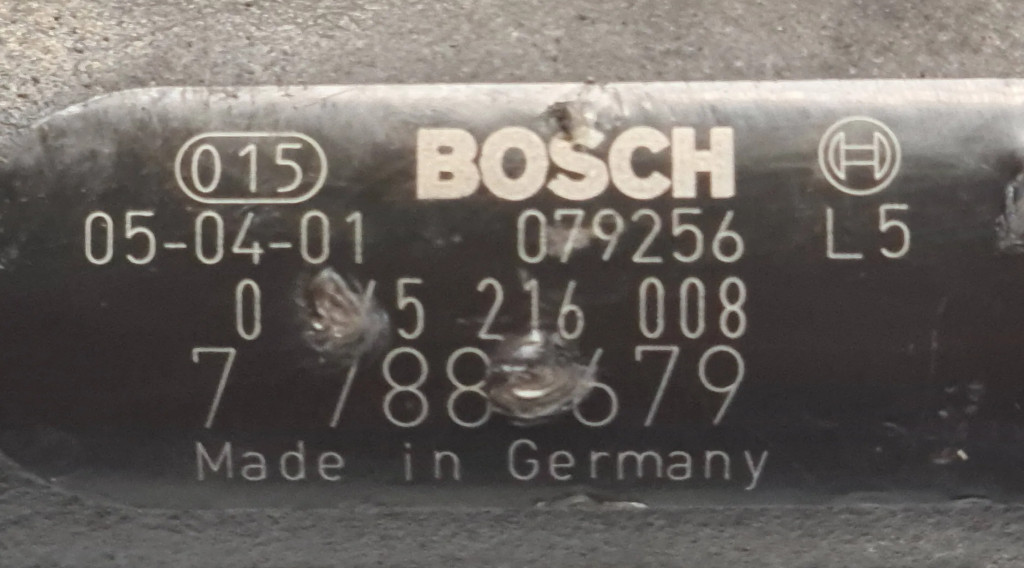 015 BOSCH
05-04-01 079256 L5
0 216 008
7
Made in Germany